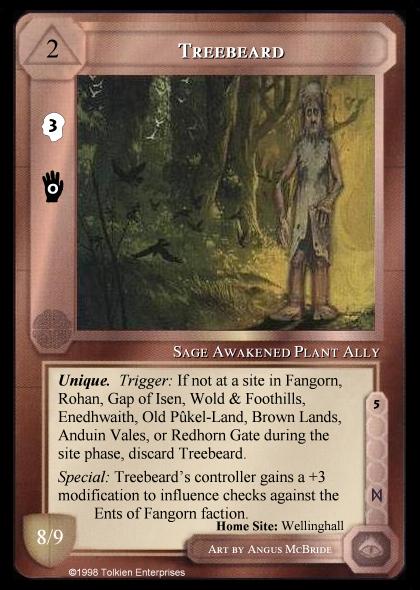 2
TREEBEARD
3
SAGE AWAKENED PLANT ALLY
Unique. Trigger: If not at a site in Fangorn,
Rohan, Gap of Isen, Wold & Foothills,
Enedhwaith, Old Pûkel-Land, Brown Lands,
Anduin Vales, or Redhorn Gate during the
site phase, discard Treebeard.
5
Special: Treebeard's controller gains a +3
modification to influence checks against the
Ents of Fangorn faction.
Home Site: Wellinghall
8/9
ART BY ANGUS MCBRIDE
©1998 Tolkien Enterprises